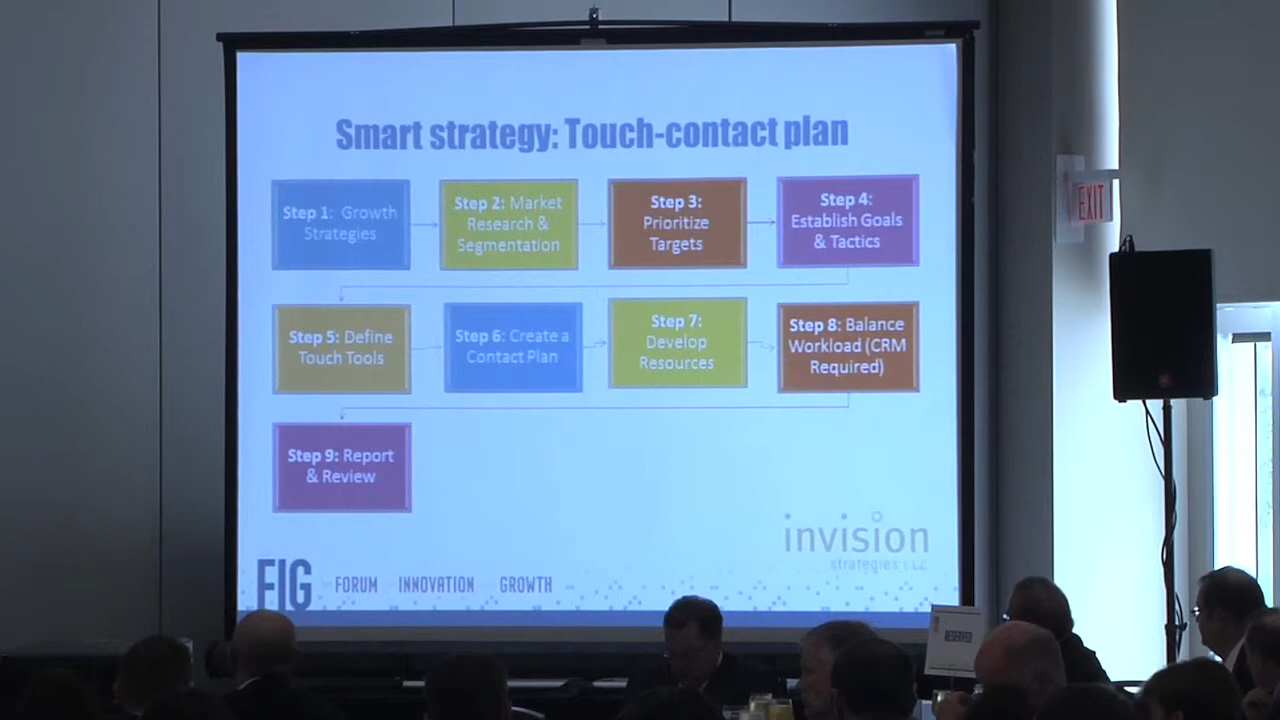 Smart strategy: Touch-contact plan
Step 1: Growth
Strategies
Step 2: Market
Research &
Segmentation
Step 3:
Prioritize
Targets
Step 4:
Establish Goals
& Tactics
Step 5: Define
Touch Tools
Step 6: Create a
Contact Plan
Step 7:
Develop
Resources
Step 8: Balance
Workload (CRM
Required)
Step 9: Report
& Review
invision
strategies LLC
FIG FORUM INNOVATION GROWTH
EXIT
RESERVED